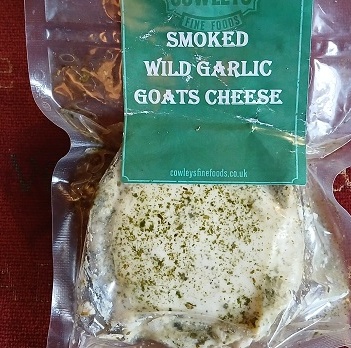 COWLEYS
FINE FOODS
SMOKED
WILD GARLIC
GOATS CHEESE
cowleysfinefoods.co.uk